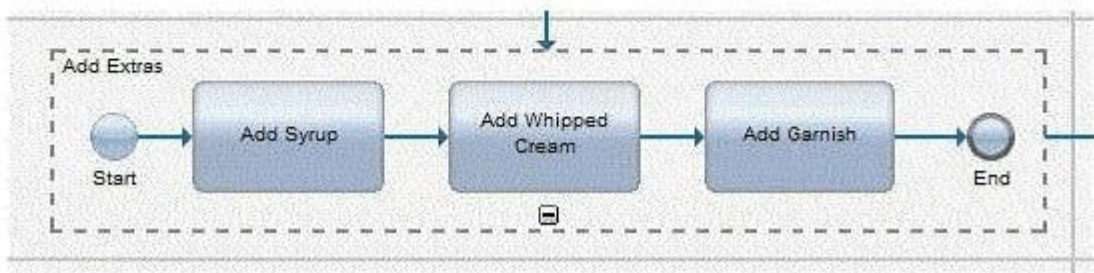 Add Extras
Add Syrup
Add Whipped
Cream
Add Garnish
Start
End